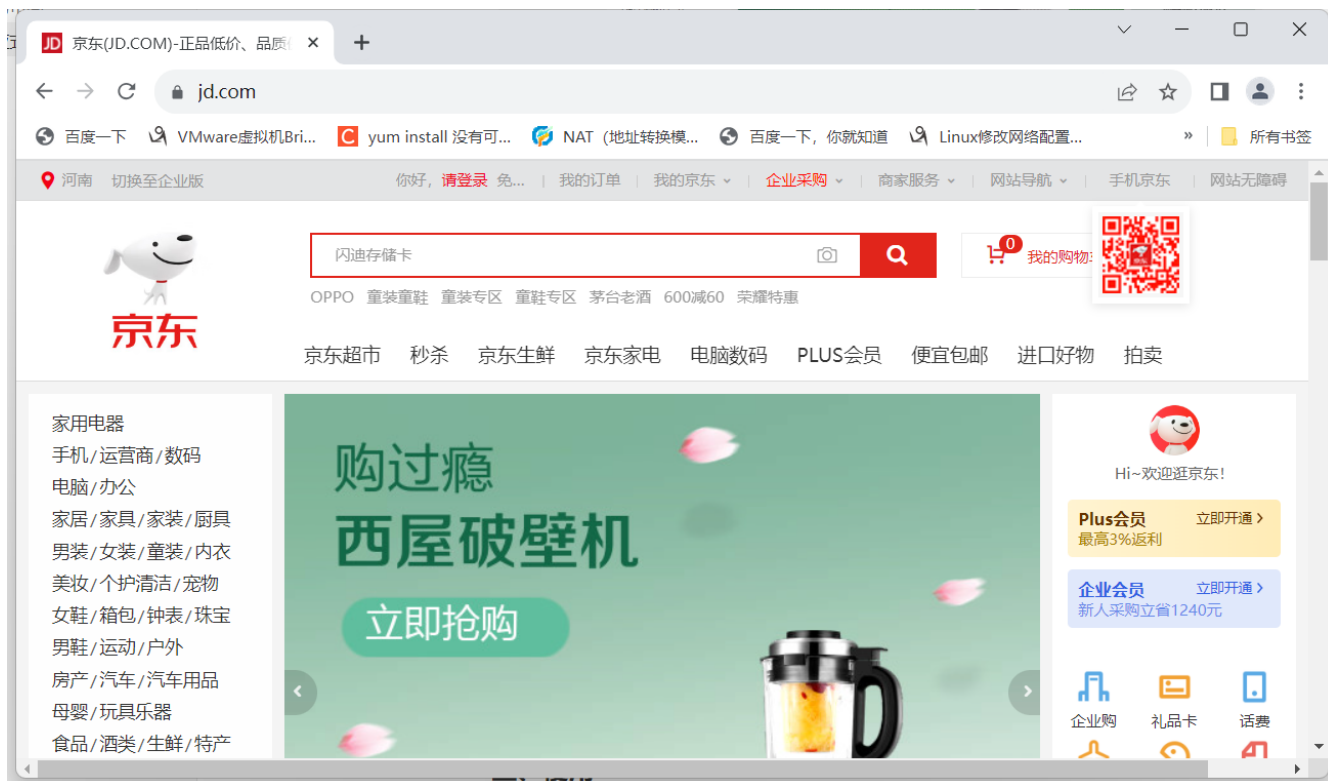 京东(JD.COM)-正品低价、品质
jd.com
百度一下 VMware虚拟机Bri... yum install 没有可... NAT（地址转换模... 百度一下，你就知道 Linux修改网络配置... » 所有书签
河南 切换至企业版 你好，请登录 免... 我的订单 我的京东 企业采购 商家服务 网站导航 手机京东 网站无障碍
京东
闪迪存储卡
0 我的购物
OPPO 童装童鞋 童装专区 童鞋专区 茅台老酒 600减60 荣耀特惠
京东超市 秒杀 京东生鲜 京东家电 电脑数码 PLUS会员 便宜包邮 进口好物 拍卖
家用电器
手机/运营商/数码
电脑/办公
家居/家具/家装/厨具
男装/女装/童装/内衣
美妆/个护清洁/宠物
女鞋/箱包/钟表/珠宝
男鞋/运动/户外
房产/汽车/汽车用品
母婴/玩具乐器
食品/酒类/生鲜/特产
购过瘾
西屋破壁机
立即抢购
Hi~欢迎逛京东!
Plus会员 立即开通
最高3%返利
企业会员 立即开通
新人采购立省1240元
企业购 礼品卡 话费